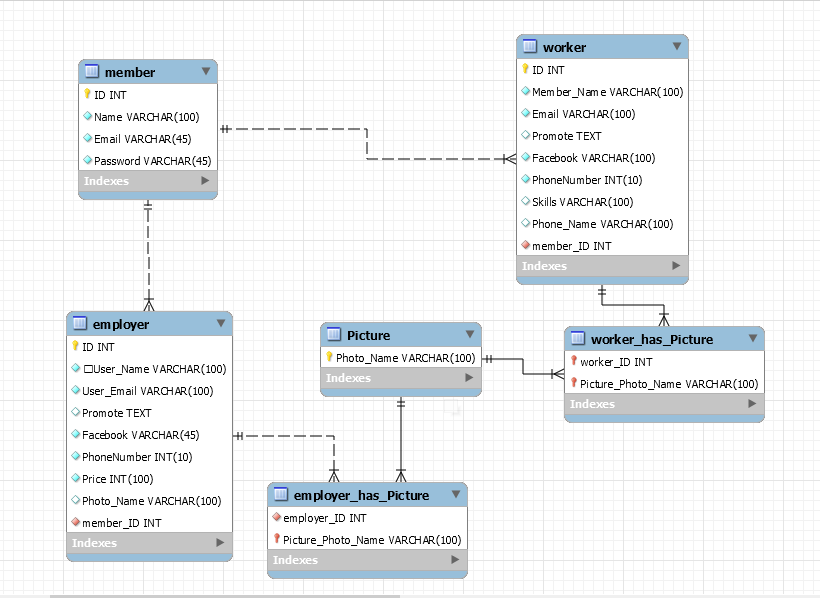 member
ID INT
Name VARCHAR(100)
Email VARCHAR(45)
Password VARCHAR(45)
Indexes
worker
ID INT
Member_Name VARCHAR(100)
Email VARCHAR(100)
Promote TEXT
Facebook VARCHAR(100)
PhoneNumber INT(10)
Skills VARCHAR(100)
Phone_Name VARCHAR(100)
member_ID INT
Indexes
employer
ID INT
□User_Name VARCHAR(100)
User_Email VARCHAR(100)
Promote TEXT
Facebook VARCHAR(45)
PhoneNumber INT(10)
Price INT(100)
Photo_Name VARCHAR(100)
member_ID INT
Indexes
Picture
Photo_Name VARCHAR(100)
Indexes
worker_has_Picture
worker_ID INT
Picture_Photo_Name VARCHAR(100)
Indexes
employer_has_Picture
employer_ID INT
Picture_Photo_Name VARCHAR(100)
Indexes